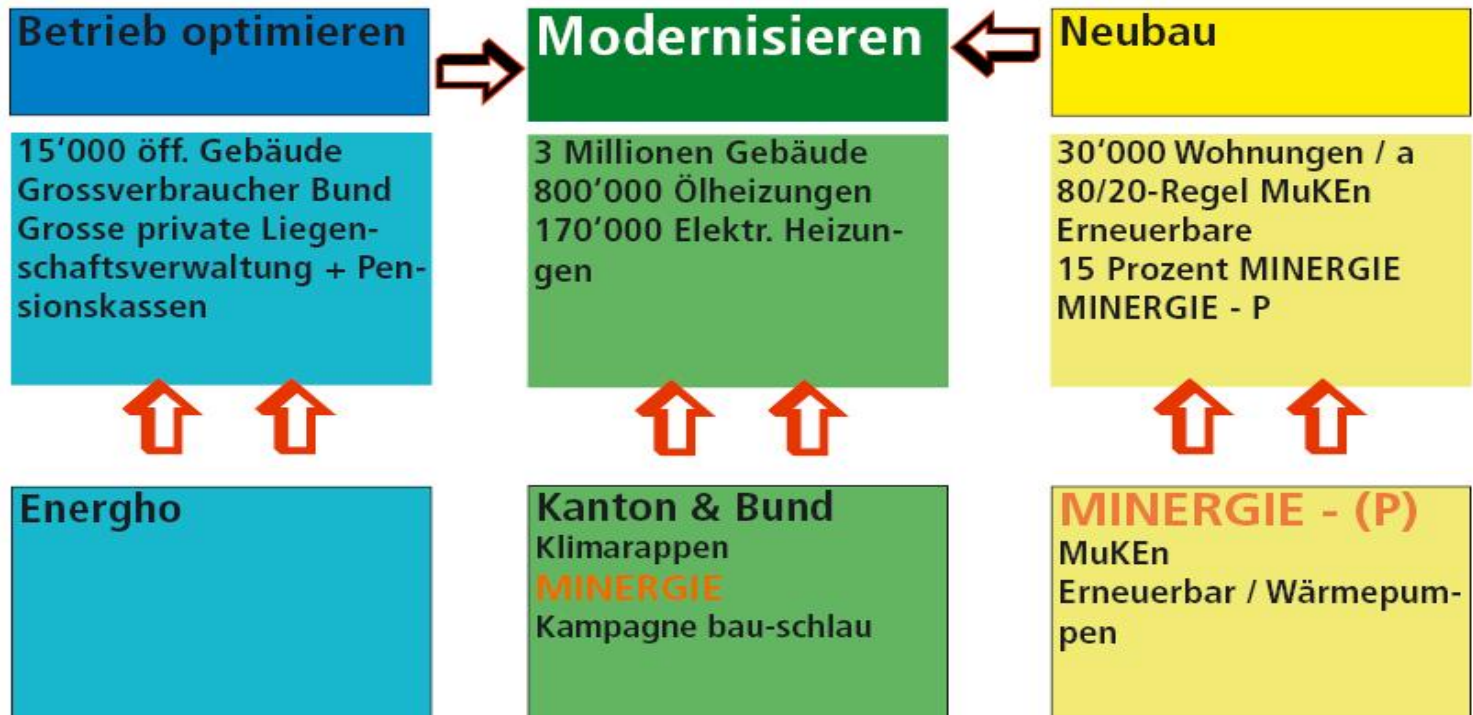 Betrieb optimieren
Modernisieren
Neubau
15’000 öff. Gebäude
Grossverbraucher Bund
Grosse private Liegen-
schaftsverwaltung + Pen-
sionskassen
3 Millionen Gebäude
800’000 Ölheizungen
170’000 Elektr. Heizun-
gen
30’000 Wohnungen / a
80/20-Regel MuKEn
Erneuerbare
15 Prozent MINERGIE
MINERGIE - P
Energho
Kanton & Bund
Klimarappen
MINERGIE
Kampagne bau-schlau
MINERGIE - (P)
MuKEn
Erneuerbar / Wärmepum-
pen